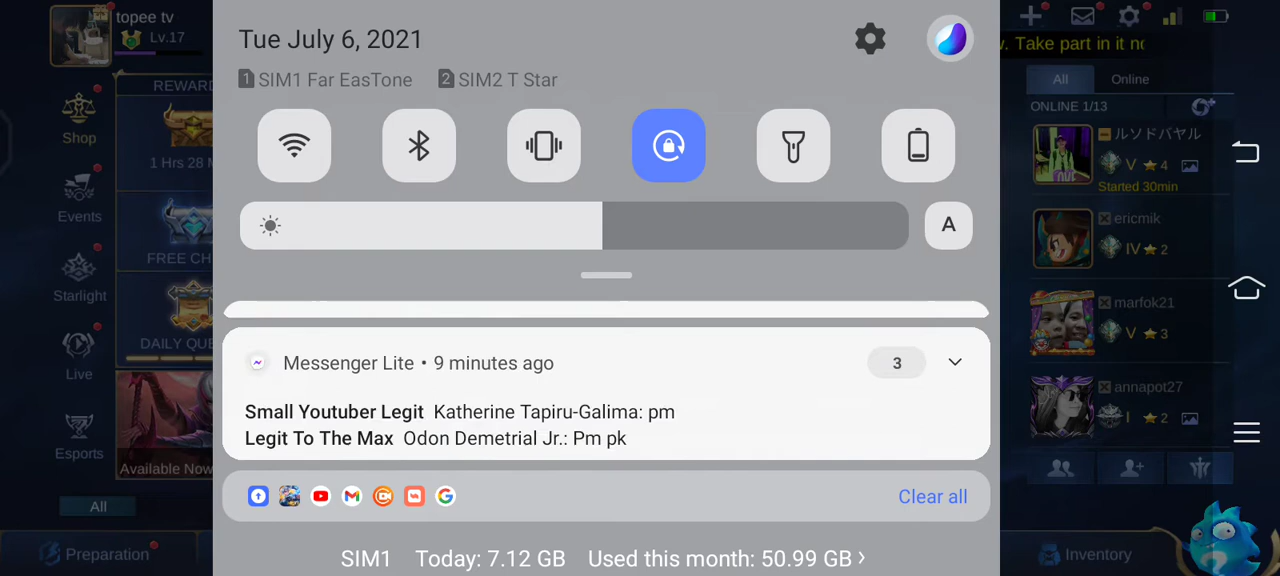 topee tv
Lv.17
Shop
Events
Starlight
Live
Esports
REWARD
1 Hrs 28 M
FREE CH
DAILY QUE
Available Now
All
Preparation
Tue July 6, 2021
1 SIM1 Far EasTone 2 SIM2 T Star
A
Messenger Lite • 9 minutes ago 3
Small Youtuber Legit Katherine Tapiru-Galima: pm
Legit To The Max Odon Demetrial Jr.: Pm pk
Clear all
SIM1 Today: 7.12 GB Used this month: 50.99 GB ›
. Take part in it no
All Online
ONLINE 1/13
ルソドバヤル
V 4
Started 30min
ericmik
IV 2
marfok21
V 3
annapot27
I 2
Inventory